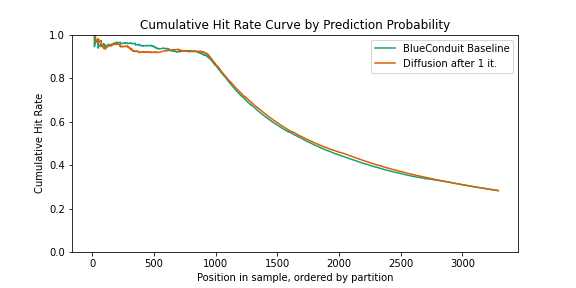 Cumulative Hit Rate Curve by Prediction Probability
1.0
0.8
0.6
0.4
0.2
0.0
Cumulative Hit Rate
BlueConduit Baseline
Diffusion after 1 it.
0 500 1000 1500 2000 2500 3000
Position in sample, ordered by partition